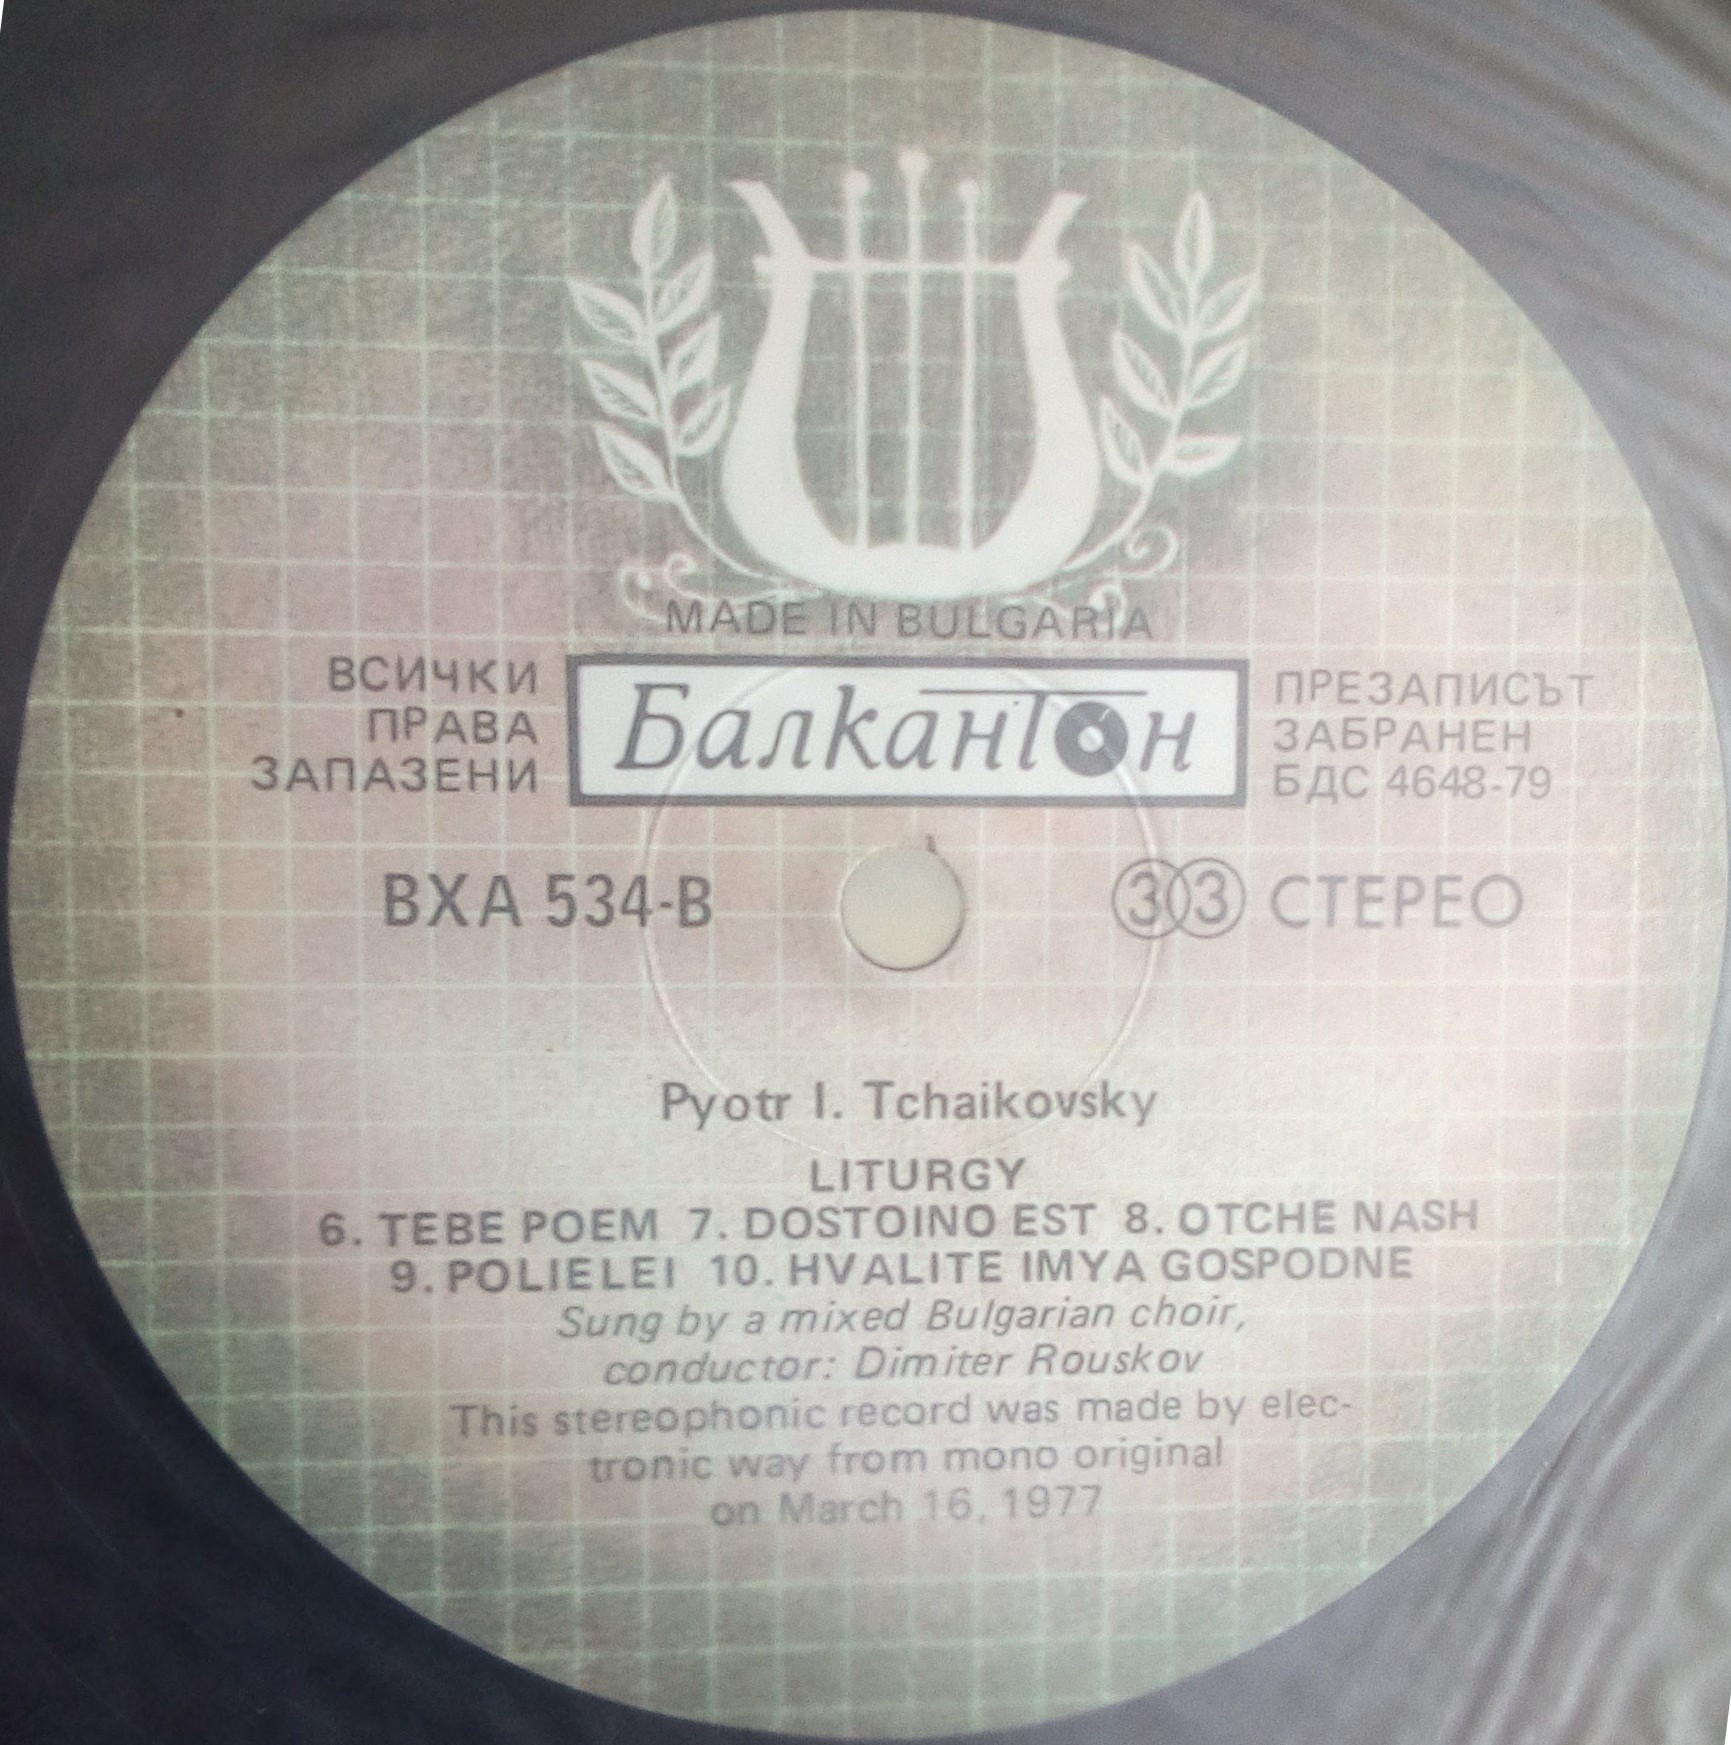 MADE IN BULGARIA
ВСИЧКИ
ПРАВА
ЗАПАЗЕНИ
Балкантон
ПРЕЗАПИСЪТ
ЗАБРАНЕН
БДС 4648-79
ВХА 534-В
33 СТЕРЕО
Pyotr I. Tchaikovsky
LITURGY
6. TEBE POEM 7. DOSTOINO EST 8. OTCHE NASH
9. POLIELEI 10. HVALITE IMYA GOSPODNE
Sung by a mixed Bulgarian choir,
conductor: Dimiter Rouskov
This stereophonic record was made by elec-
tronic way from mono original
on March 16, 1977